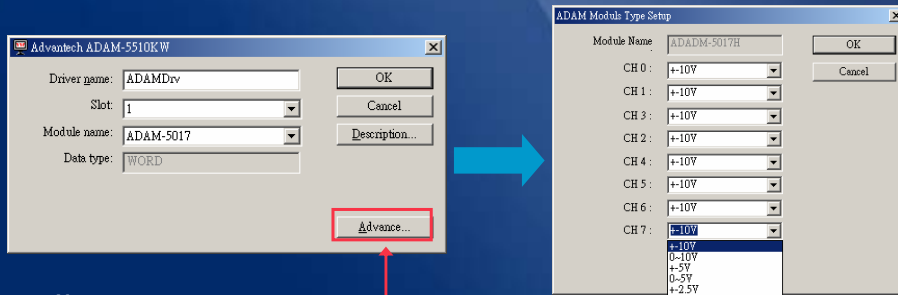 Advantech ADAM-5510KW
Driver name: ADAMDrv
Slot: 1
Module name: ADAM-5017
Data type: WORD
OK
Cancel
Description...
Advance...
ADAM Moduls Type Setup
Module Name : ADADM-5017H
CH 0 : +-10V
CH 1 : +-10V
CH 3 : +-10V
CH 2 : +-10V
CH 4 : +-10V
CH 5 : +-10V
CH 6 : +-10V
CH 7 : +-10V
+-10V
0~10V
+-5V
0~5V
+-2.5V
OK
Cancel